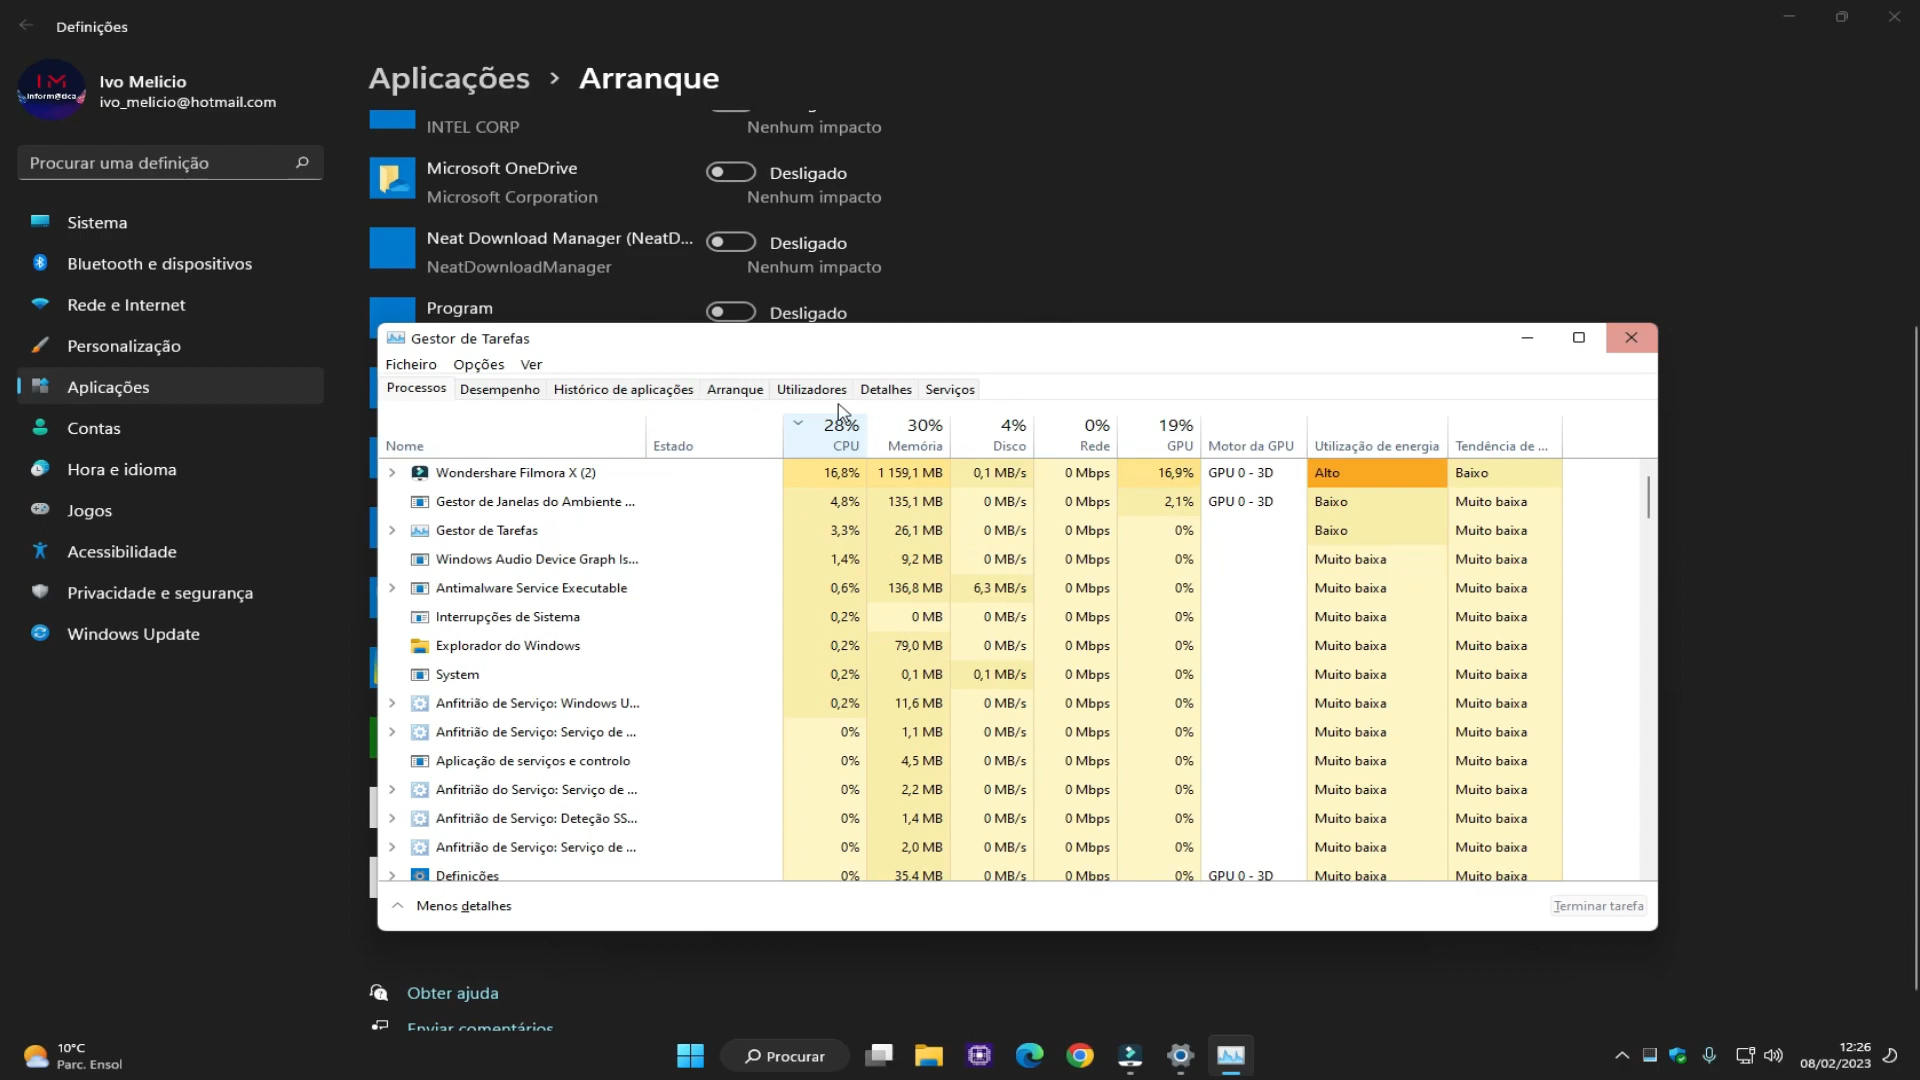 Definições
IM
inform@tica
Ivo Melicio
ivo_melicio@hotmail.com
Procurar uma definição
Sistema
Bluetooth e dispositivos
Rede e Internet
Personalização
Aplicações
Contas
Hora e idioma
Jogos
Acessibilidade
Privacidade e segurança
Windows Update
Aplicações > Arranque
INTEL CORP
Nenhum impacto
Microsoft OneDrive
Desligado
Microsoft Corporation
Nenhum impacto
Neat Download Manager (NeatD...
Desligado
NeatDownloadManager
Nenhum impacto
Program
Desligado
Gestor de Tarefas
Ficheiro Opções Ver
Processos Desempenho Histórico de aplicações Arranque Utilizadores Detalhes Serviços
28% 30% 4% 0% 19%
Nome Estado CPU Memória Disco Rede GPU Motor da GPU Utilização de energia Tendência de ...
Wondershare Filmora X (2) 16,8% 1 159,1 MB 0,1 MB/s 0 Mbps 16,9% GPU 0 - 3D Alto Baixo
Gestor de Janelas do Ambiente ... 4,8% 135,1 MB 0 MB/s 0 Mbps 2,1% GPU 0 - 3D Baixo Muito baixa
Gestor de Tarefas 3,3% 26,1 MB 0 MB/s 0 Mbps 0% Baixo Muito baixa
Windows Audio Device Graph Is... 1,4% 9,2 MB 0 MB/s 0 Mbps 0% Muito baixa Muito baixa
Antimalware Service Executable 0,6% 136,8 MB 6,3 MB/s 0 Mbps 0% Muito baixa Muito baixa
Interrupções de Sistema 0,2% 0 MB 0 MB/s 0 Mbps 0% Muito baixa Muito baixa
Explorador do Windows 0,2% 79,0 MB 0 MB/s 0 Mbps 0% Muito baixa Muito baixa
System 0,2% 0,1 MB 0,1 MB/s 0 Mbps 0% Muito baixa Muito baixa
Anfitrião de Serviço: Windows U... 0,2% 11,6 MB 0 MB/s 0 Mbps 0% Muito baixa Muito baixa
Anfitrião de Serviço: Serviço de ... 0% 1,1 MB 0 MB/s 0 Mbps 0% Muito baixa Muito baixa
Aplicação de serviços e controlo 0% 4,5 MB 0 MB/s 0 Mbps 0% Muito baixa Muito baixa
Anfitrião do Serviço: Serviço de ... 0% 2,2 MB 0 MB/s 0 Mbps 0% Muito baixa Muito baixa
Anfitrião de Serviço: Deteção SS... 0% 1,4 MB 0 MB/s 0 Mbps 0% Muito baixa Muito baixa
Anfitrião de Serviço: Serviço de ... 0% 2,0 MB 0 MB/s 0 Mbps 0% Muito baixa Muito baixa
Definições 0% 35,4 MB 0 MB/s 0 Mbps 0% GPU 0 - 3D Muito baixa Muito baixa
Menos detalhes
Terminar tarefa
Obter ajuda
Enviar comentários
10°C
Parc. Ensol
Procurar
12:26
08/02/2023